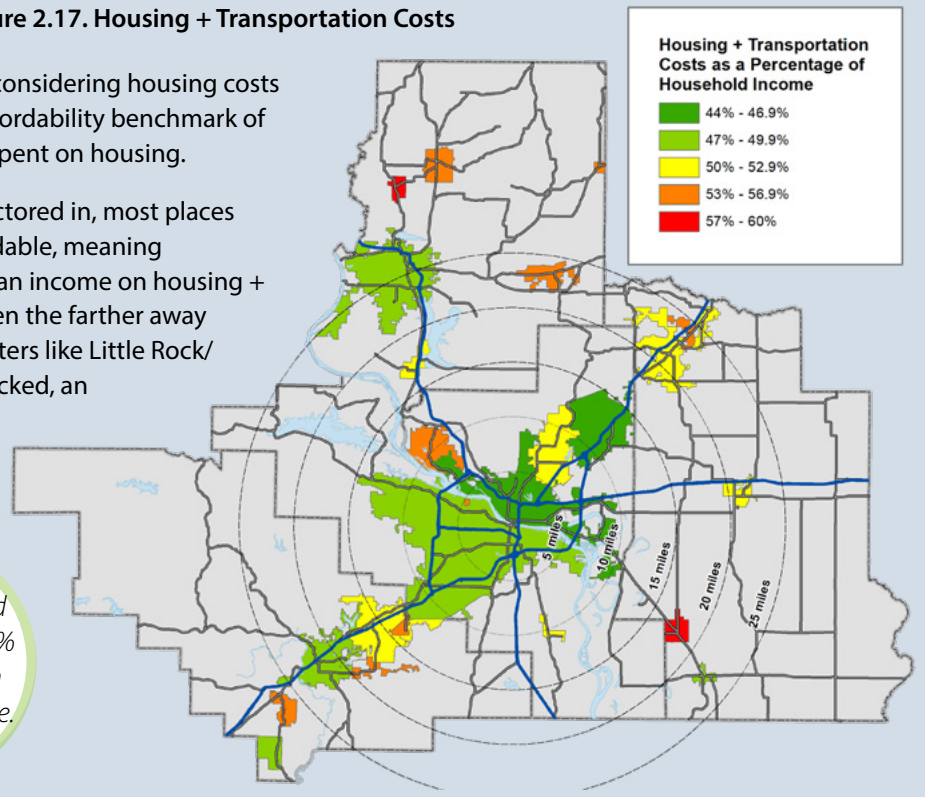 ure 2.17. Housing + Transportation Costs
considering housing costs
fordability benchmark of
pent on housing.
ctored in, most places
dable, meaning
an income on housing +
en the farther away
ters like Little Rock/
cked, an
d
%
e.
Housing + Transportation
Costs as a Percentage of
Household Income
44% - 46.9%
47% - 49.9%
50% - 52.9%
53% - 56.9%
57% - 60%
5 miles
10 miles
15 miles
20 miles
25 miles